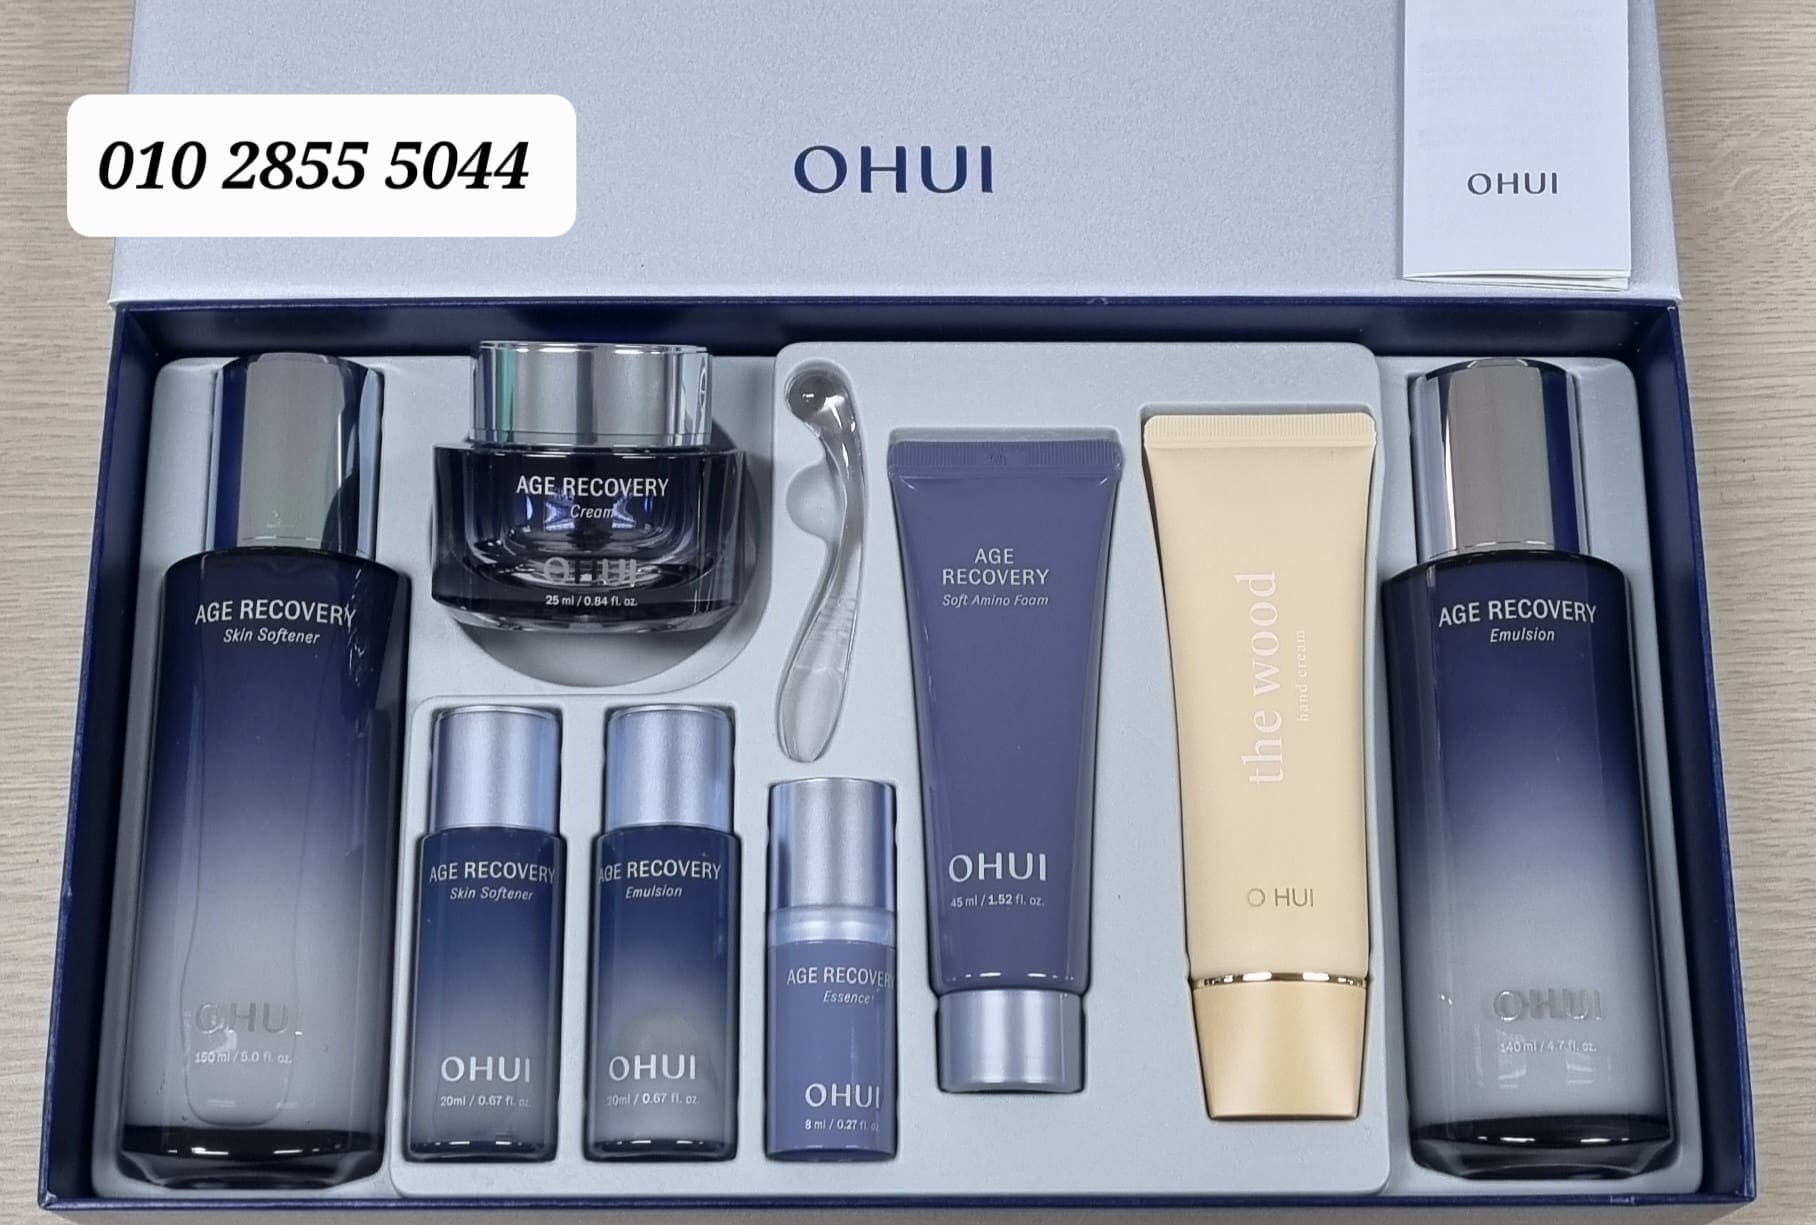 010 2855 5044
OHUI
OHUI
AGE RECOVERY
Skin Softener
OHUI
150 ml / 5.0 fl. oz.
AGE RECOVERY
Cream
OHUI
25 ml / 0.84 fl. oz.
AGE RECOVERY
Skin Softener
OHUI
20ml / 0.67 fl. oz.
AGE RECOVERY
Emulsion
OHUI
20ml / 0.67 fl. oz.
AGE RECOVERY
Essence
OHUI
8 ml / 0.27 fl. oz.
AGE
RECOVERY
Soft Amino Foam
OHUI
45 ml / 1.52 fl. oz.
the wood
hand cream
O HUI
AGE RECOVERY
Emulsion
OHUI
140 ml / 4.7 fl. oz.